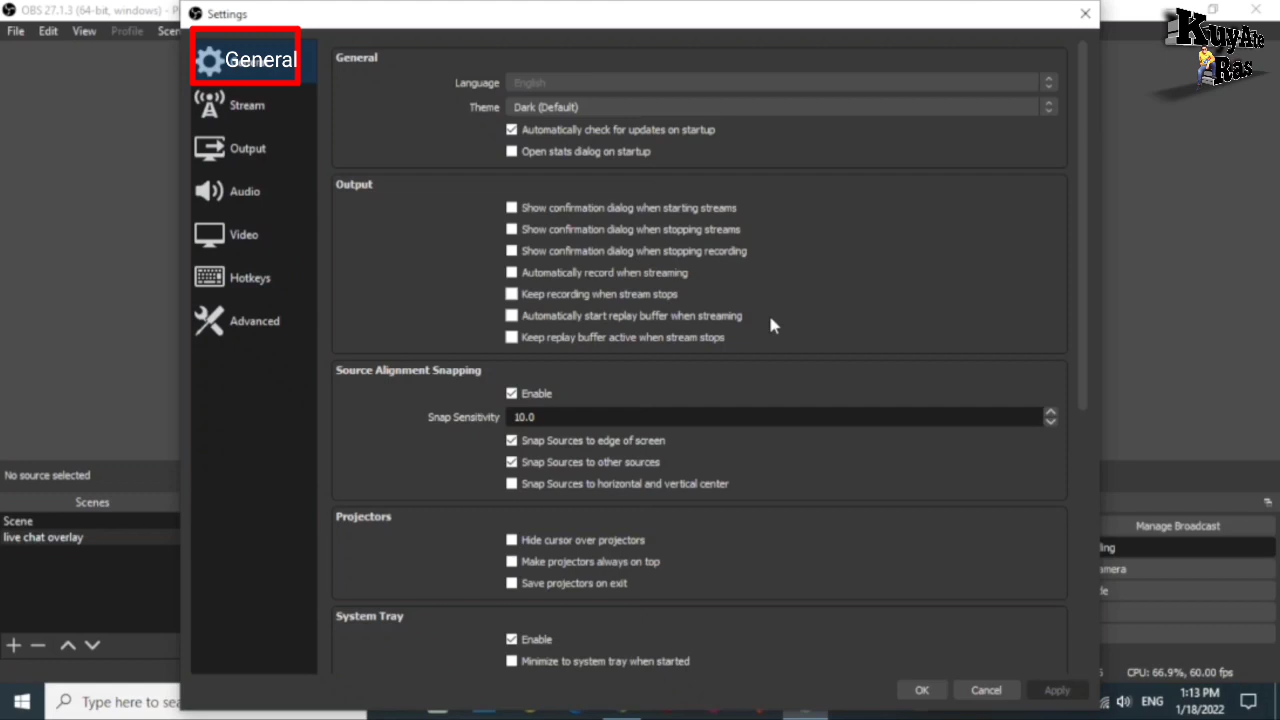 OBS 27.1.3 (64-bit, windows) - P
Settings
File Edit View Profile Scen
KuyAte
Ras
General
Stream
Output
Audio
Video
Hotkeys
Advanced
General
Language English
Theme Dark (Default)
Automatically check for updates on startup
Open stats dialog on startup
Output
Show confirmation dialog when starting streams
Show confirmation dialog when stopping streams
Show confirmation dialog when stopping recording
Automatically record when streaming
Keep recording when stream stops
Automatically start replay buffer when streaming
Keep replay buffer active when stream stops
Source Alignment Snapping
Enable
Snap Sensitivity 10.0
Snap Sources to edge of screen
Snap Sources to other sources
Snap Sources to horizontal and vertical center
Projectors
Hide cursor over projectors
Make projectors always on top
Save projectors on exit
System Tray
Enable
Minimize to system tray when started
OK Cancel Apply
No source selected
Scenes
Scene
live chat overlay
Manage Broadcast
ing
amera
de
CPU: 66.9%, 60.00 fps
Type here to sea
ENG
1:13 PM
1/18/2022